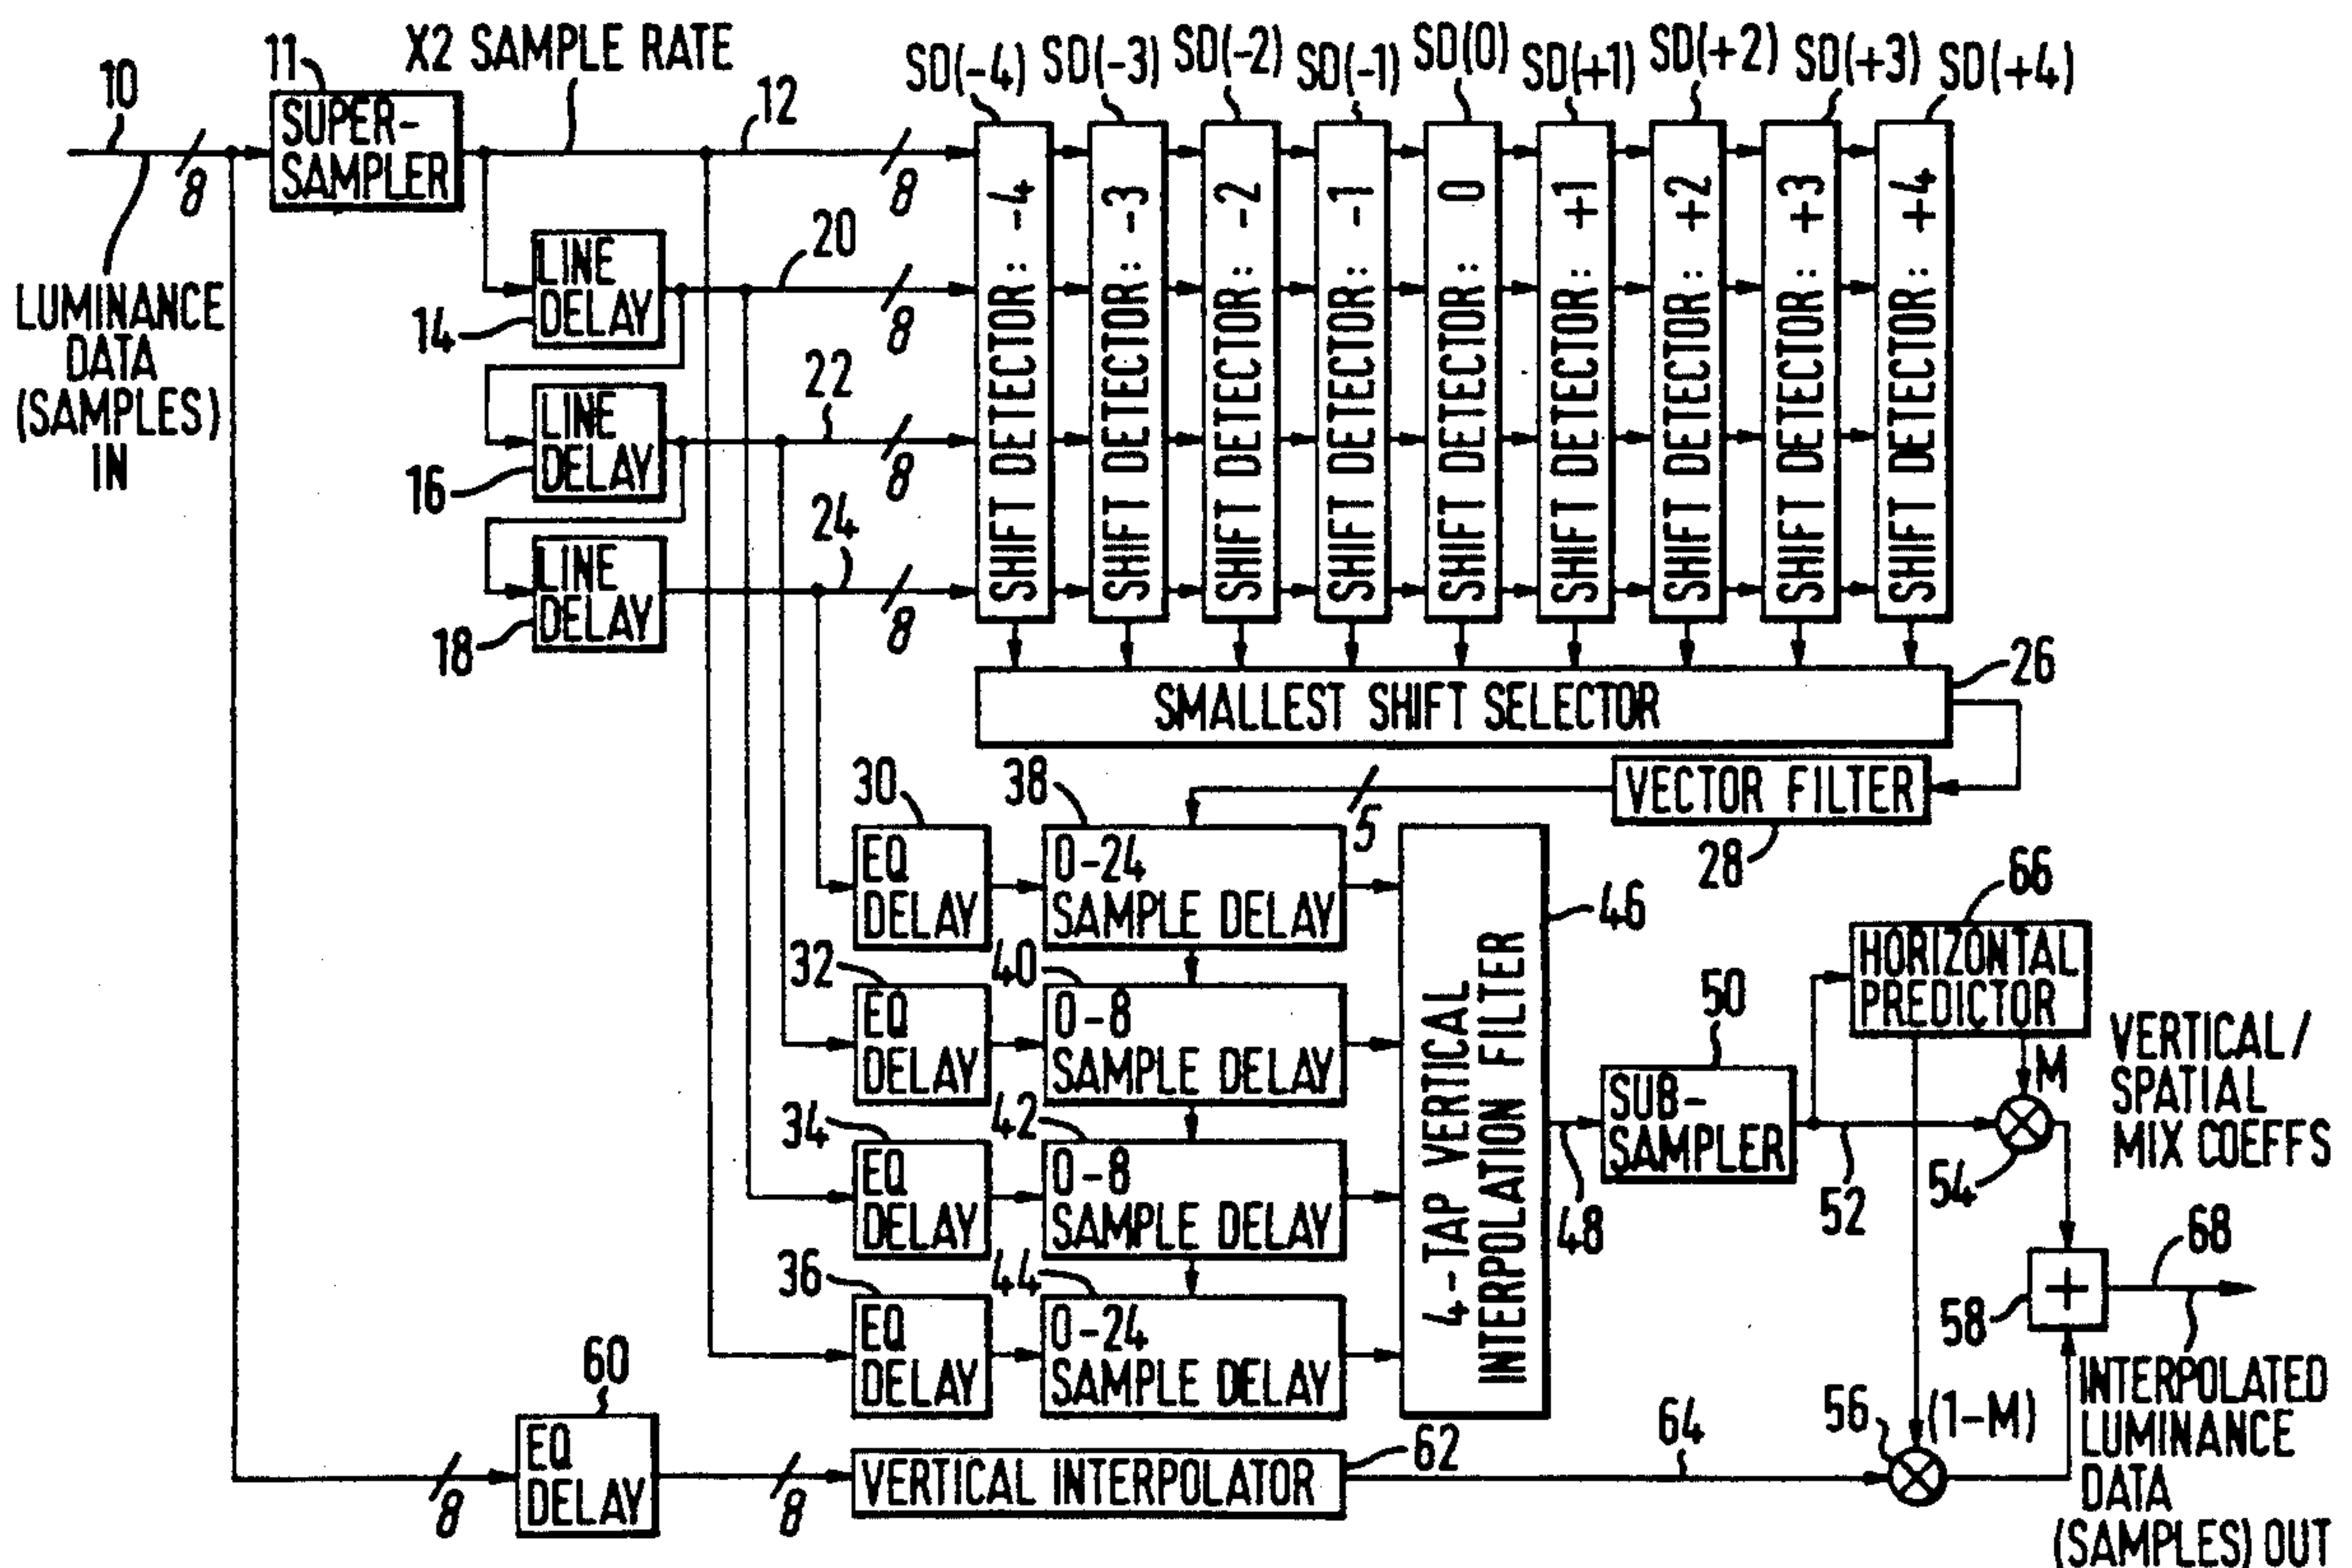 X2 SAMPLE RATE
10
11
SUPER-
SAMPLER
12
8
8
LUMINANCE
DATA
(SAMPLES)
IN
SD(-4)
SD(-3)
SD(-2)
SD(-1)
SD(0)
SD(+1)
SD(+2)
SD(+3)
SD(+4)
SHIFT DETECTOR: -4
SHIFT DETECTOR: -3
SHIFT DETECTOR: -2
SHIFT DETECTOR: -1
SHIFT DETECTOR: 0
SHIFT DETECTOR: +1
SHIFT DETECTOR: +2
SHIFT DETECTOR: +3
SHIFT DETECTOR: +4
LINE
DELAY
14
20
8
LINE
DELAY
16
22
8
LINE
DELAY
18
24
8
SMALLEST SHIFT SELECTOR
26
VECTOR FILTER
28
5
30
EQ
DELAY
38
0-24
SAMPLE DELAY
32
EQ
DELAY
40
0-8
SAMPLE DELAY
34
EQ
DELAY
42
0-8
SAMPLE DELAY
36
EQ
DELAY
44
0-24
SAMPLE DELAY
4-TAP VERTICAL
INTERPOLATION FILTER
46
48
50
SUB-
SAMPLER
52
66
HORIZONTAL
PREDICTOR
M
VERTICAL/
SPATIAL
MIX COEFFS
54
58
+
68
INTERPOLATED
LUMINANCE
DATA
(SAMPLES) OUT
56
(1-M)
60
8
EQ
DELAY
8
VERTICAL INTERPOLATOR
62
64